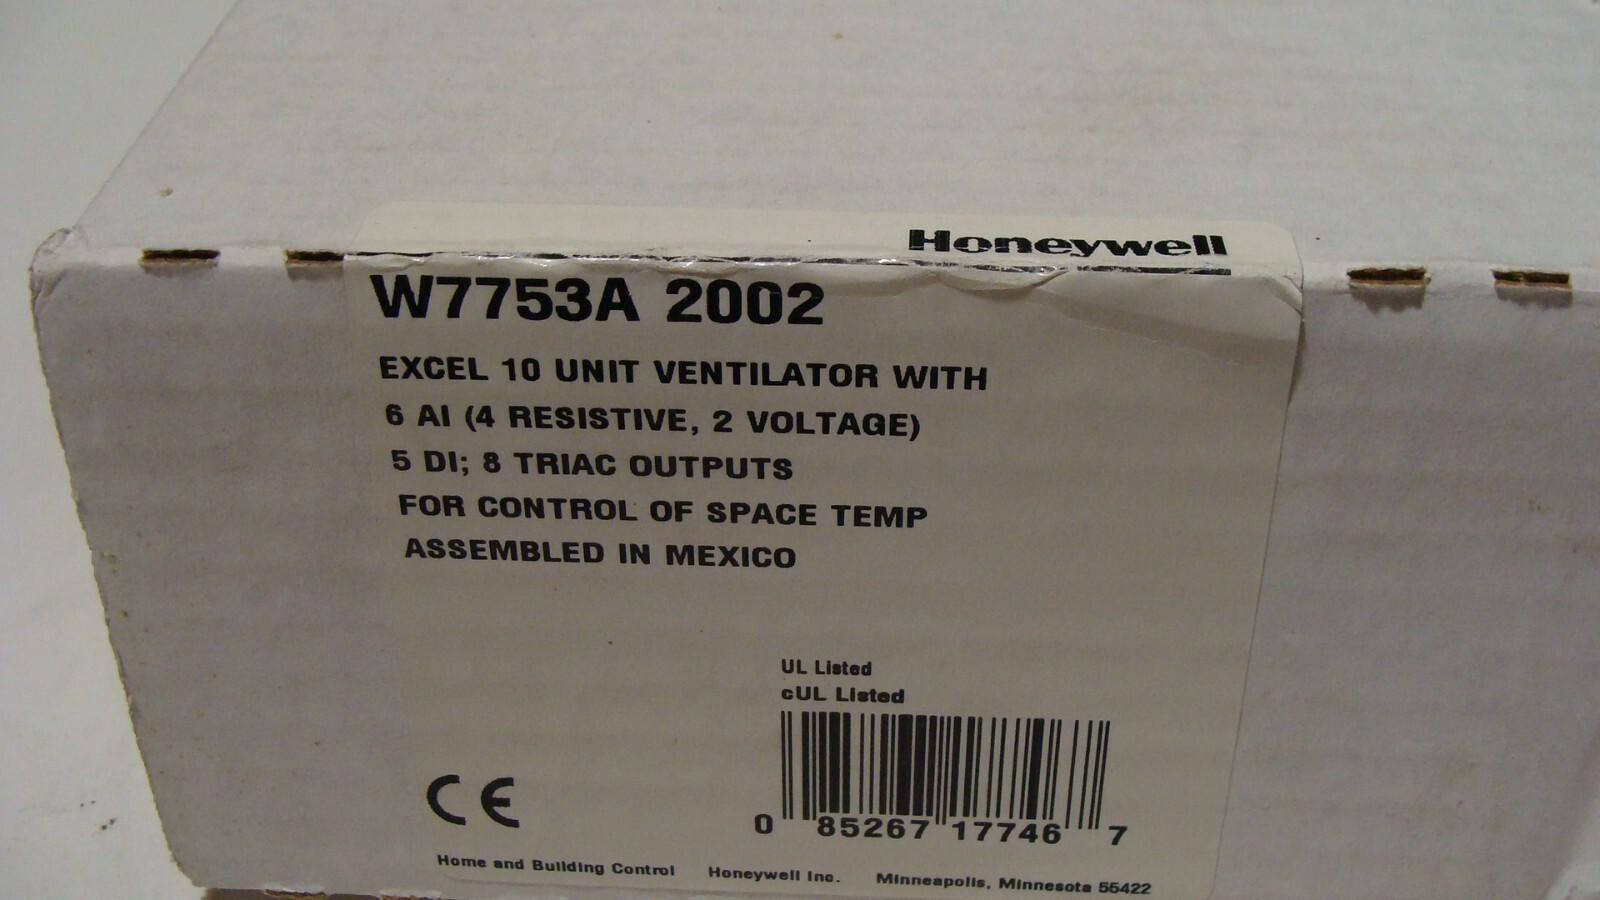 Honeywell
W7753A 2002
EXCEL 10 UNIT VENTILATOR WITH
6 AI (4 RESISTIVE, 2 VOLTAGE)
5 DI; 8 TRIAC OUTPUTS
FOR CONTROL OF SPACE TEMP
ASSEMBLED IN MEXICO
UL Listed
cUL Listed
CE
0 85267 17746 7
Home and Building Control Honeywell Inc. Minneapolis, Minnesota 55422